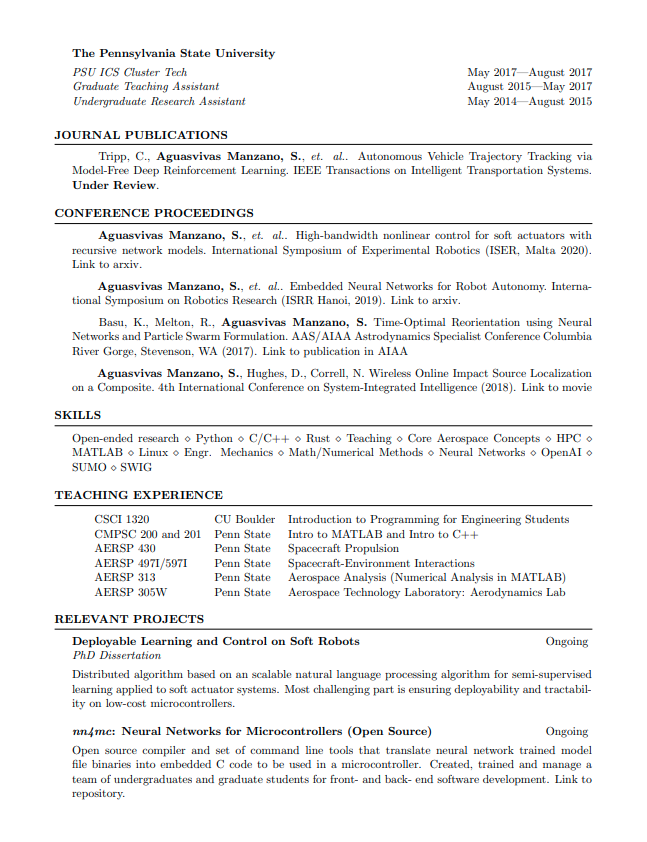 The Pennsylvania State University
PSU ICS Cluster Tech May 2017—August 2017
Graduate Teaching Assistant August 2015—May 2017
Undergraduate Research Assistant May 2014—August 2015
JOURNAL PUBLICATIONS
Tripp, C., Aguasvivas Manzano, S., et. al.. Autonomous Vehicle Trajectory Tracking via
Model-Free Deep Reinforcement Learning. IEEE Transactions on Intelligent Transportation Systems.
Under Review.
CONFERENCE PROCEEDINGS
Aguasvivas Manzano, S., et. al.. High-bandwidth nonlinear control for soft actuators with
recursive network models. International Symposium of Experimental Robotics (ISER, Malta 2020).
Link to arxiv.
Aguasvivas Manzano, S., et. al.. Embedded Neural Networks for Robot Autonomy. Interna-
tional Symposium on Robotics Research (ISRR Hanoi, 2019). Link to arxiv.
Basu, K., Melton, R., Aguasvivas Manzano, S. Time-Optimal Reorientation using Neural
Networks and Particle Swarm Formulation. AAS/AIAA Astrodynamics Specialist Conference Columbia
River Gorge, Stevenson, WA (2017). Link to publication in AIAA
Aguasvivas Manzano, S., Hughes, D., Correll, N. Wireless Online Impact Source Localization
on a Composite. 4th International Conference on System-Integrated Intelligence (2018). Link to movie
SKILLS
Open-ended research ⋄ Python ⋄ C/C++ ⋄ Rust ⋄ Teaching ⋄ Core Aerospace Concepts ⋄ HPC ⋄
MATLAB ⋄ Linux ⋄ Engr. Mechanics ⋄ Math/Numerical Methods ⋄ Neural Networks ⋄ OpenAI ⋄
SUMO ⋄ SWIG
TEACHING EXPERIENCE
CSCI 1320 CU Boulder Introduction to Programming for Engineering Students
CMPSC 200 and 201 Penn State Intro to MATLAB and Intro to C++
AERSP 430 Penn State Spacecraft Propulsion
AERSP 497I/597I Penn State Spacecraft-Environment Interactions
AERSP 313 Penn State Aerospace Analysis (Numerical Analysis in MATLAB)
AERSP 305W Penn State Aerospace Technology Laboratory: Aerodynamics Lab
RELEVANT PROJECTS
Deployable Learning and Control on Soft Robots Ongoing
PhD Dissertation
Distributed algorithm based on an scalable natural language processing algorithm for semi-supervised
learning applied to soft actuator systems. Most challenging part is ensuring deployability and tractabil-
ity on low-cost microcontrollers.
nn4mc: Neural Networks for Microcontrollers (Open Source) Ongoing
Open source compiler and set of command line tools that translate neural network trained model
file binaries into embedded C code to be used in a microcontroller. Created, trained and manage a
team of undergraduates and graduate students for front- and back- end software development. Link to
repository.